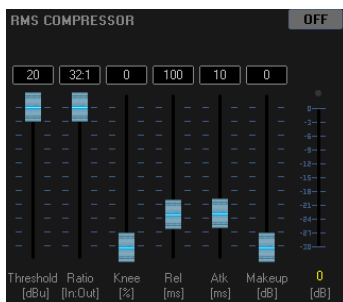 RMS COMPRESSOR OFF
20 32:1 0 100 10 0
0
-3
-6
-9
-12
-15
-18
-21
-24
-27
-30
Threshold Ratio Knee Rel Atk Makeup 0
[dBu] [In:Out] [%] [ms] [ms] [dB] [dB]